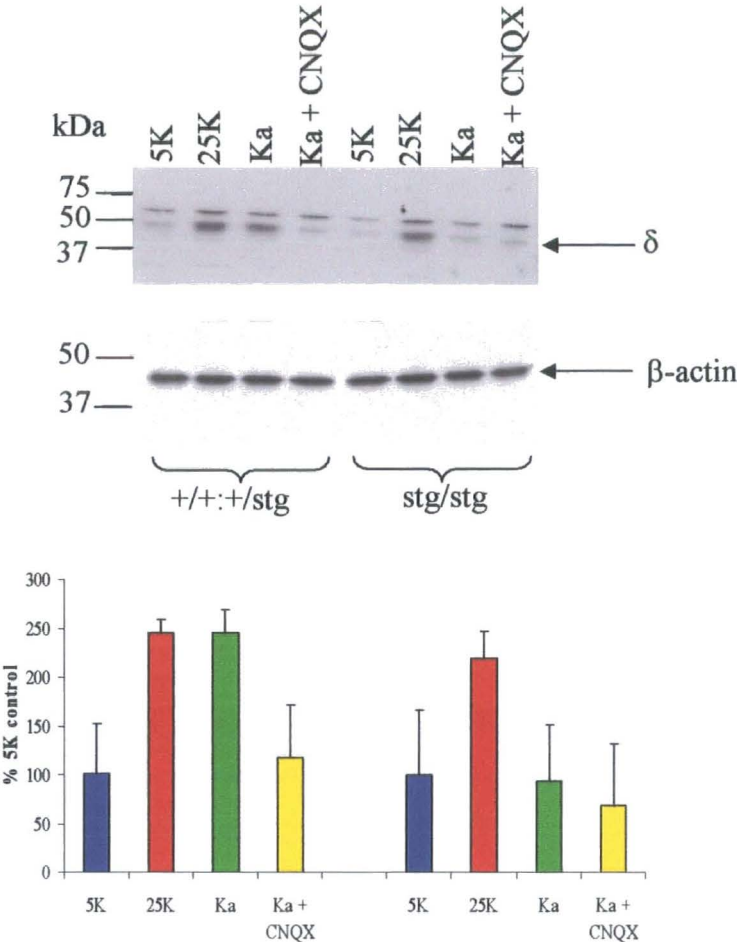 kDa
5K 25K Ka Ka + CNQX 5K 25K Ka Ka + CNQX
75
50
37
δ
50
37
β-actin
+/+:+/stg stg/stg
300
250
200
150
100
50
0
% 5K control
5K 25K Ka Ka + CNQX 5K 25K Ka Ka + CNQX